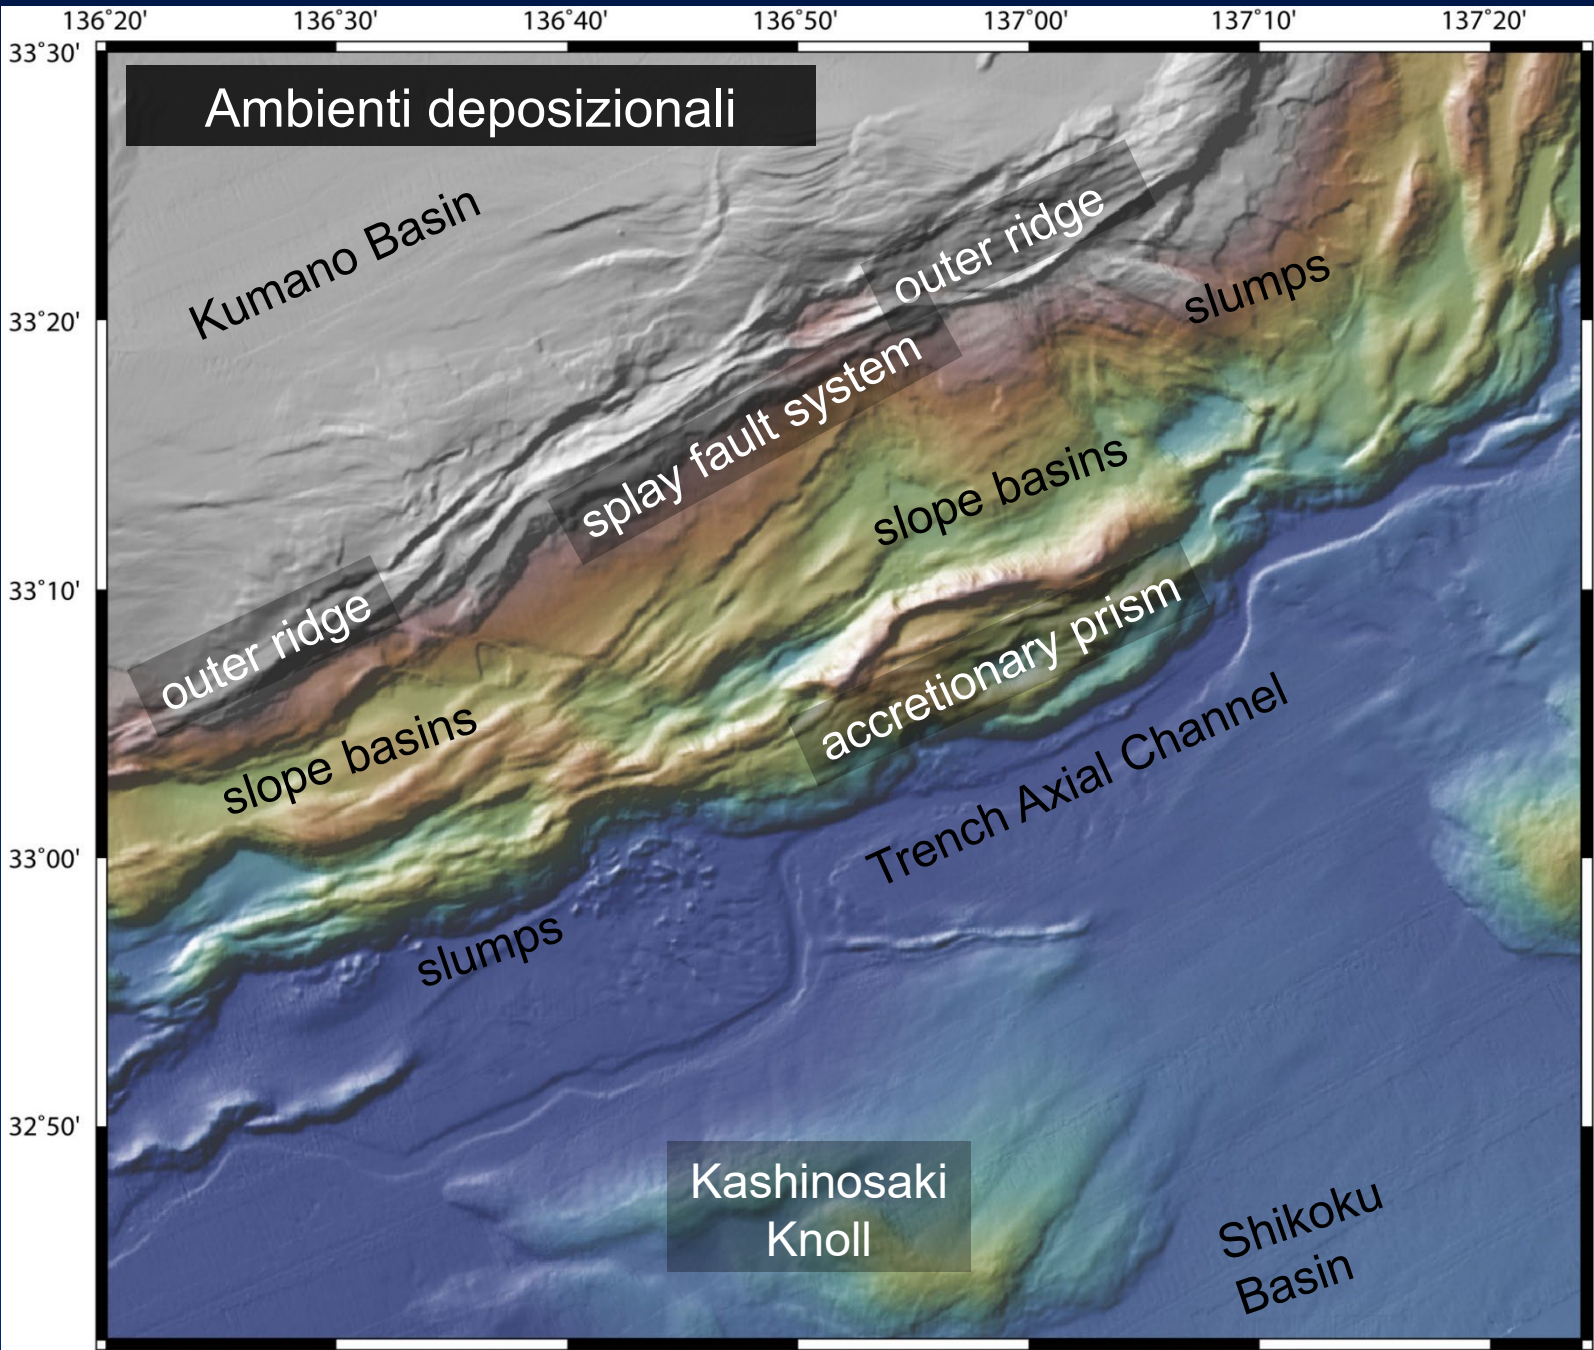 136°20'
136°30'
136°40'
136°50'
137°00'
137°10'
137°20'
33°30'
Ambienti deposizionali
Kumano Basin
outer ridge
slumps
33°20'
splay fault system
slope basins
33°10'
outer ridge
accretionary prism
slope basins
Trench Axial Channel
33°00'
slumps
32°50'
Kashinosaki
Knoll
Shikoku
Basin